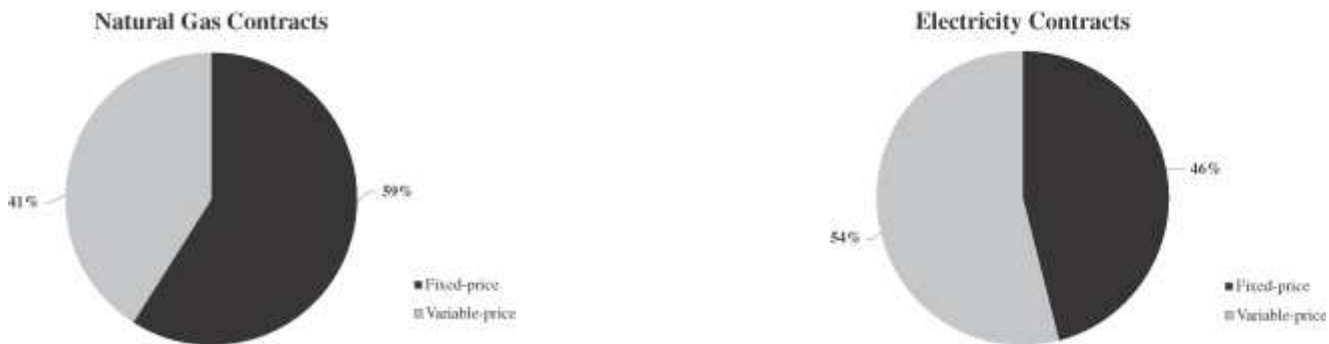 Natural Gas Contracts
41%
59%
Fixed-price
Variable-price
Electricity Contracts
46%
54%
Fixed-price
Variable-price